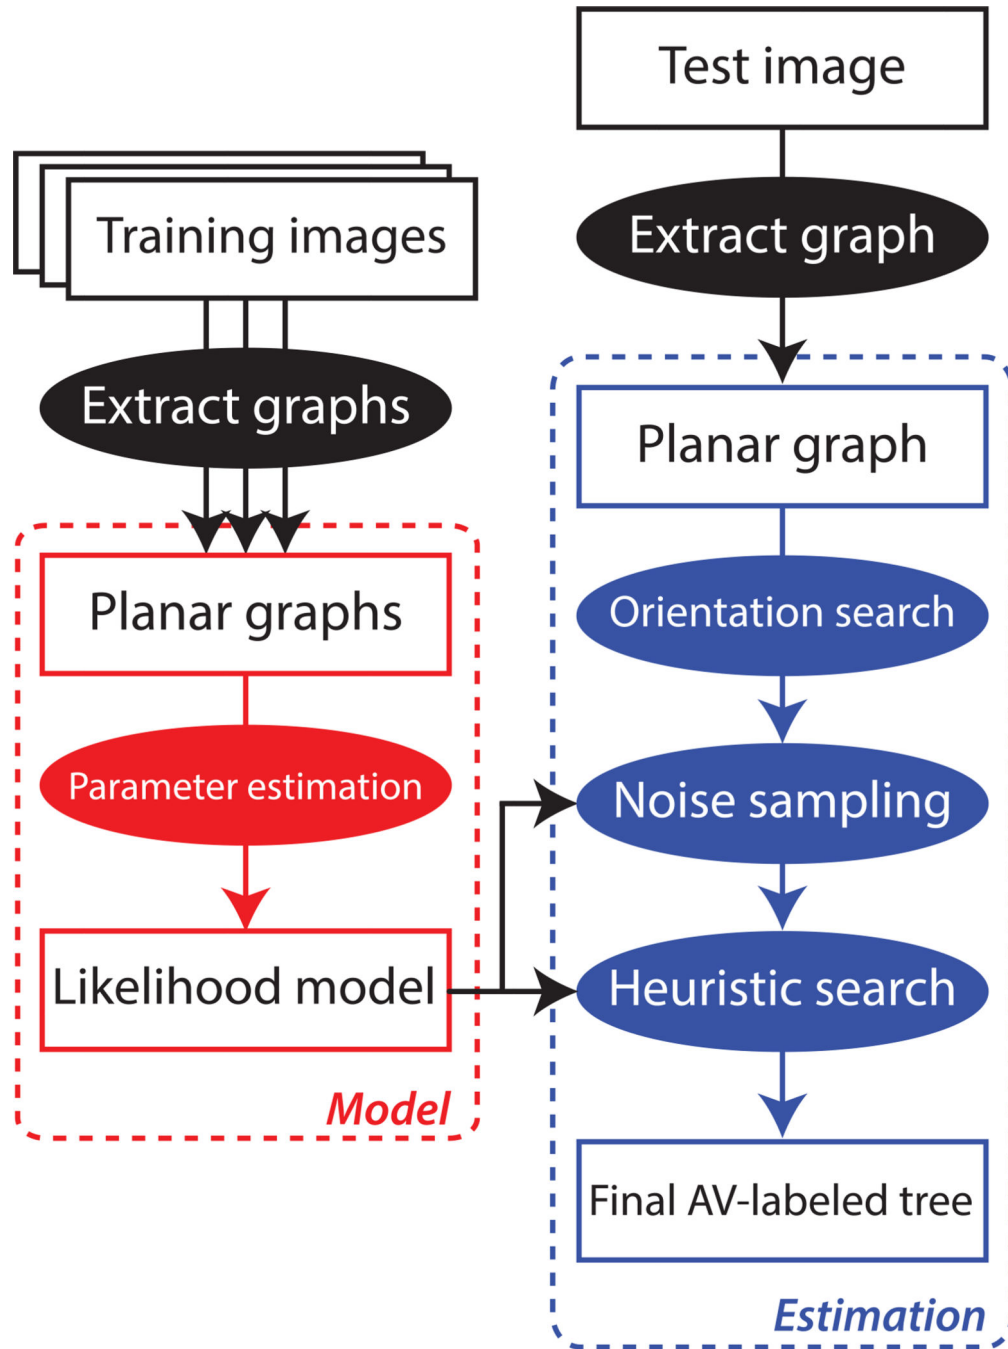 Training images
Extract graphs
Planar graphs
Parameter estimation
Likelihood model
Model
Test image
Extract graph
Planar graph
Orientation search
Noise sampling
Heuristic search
Final AV-labeled tree
Estimation